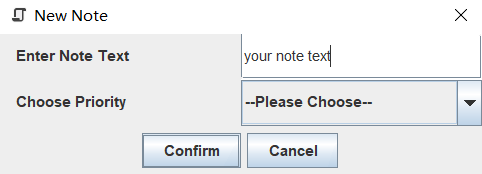 New Note
Enter Note Text your note text
Choose Priority --Please Choose--
Confirm Cancel